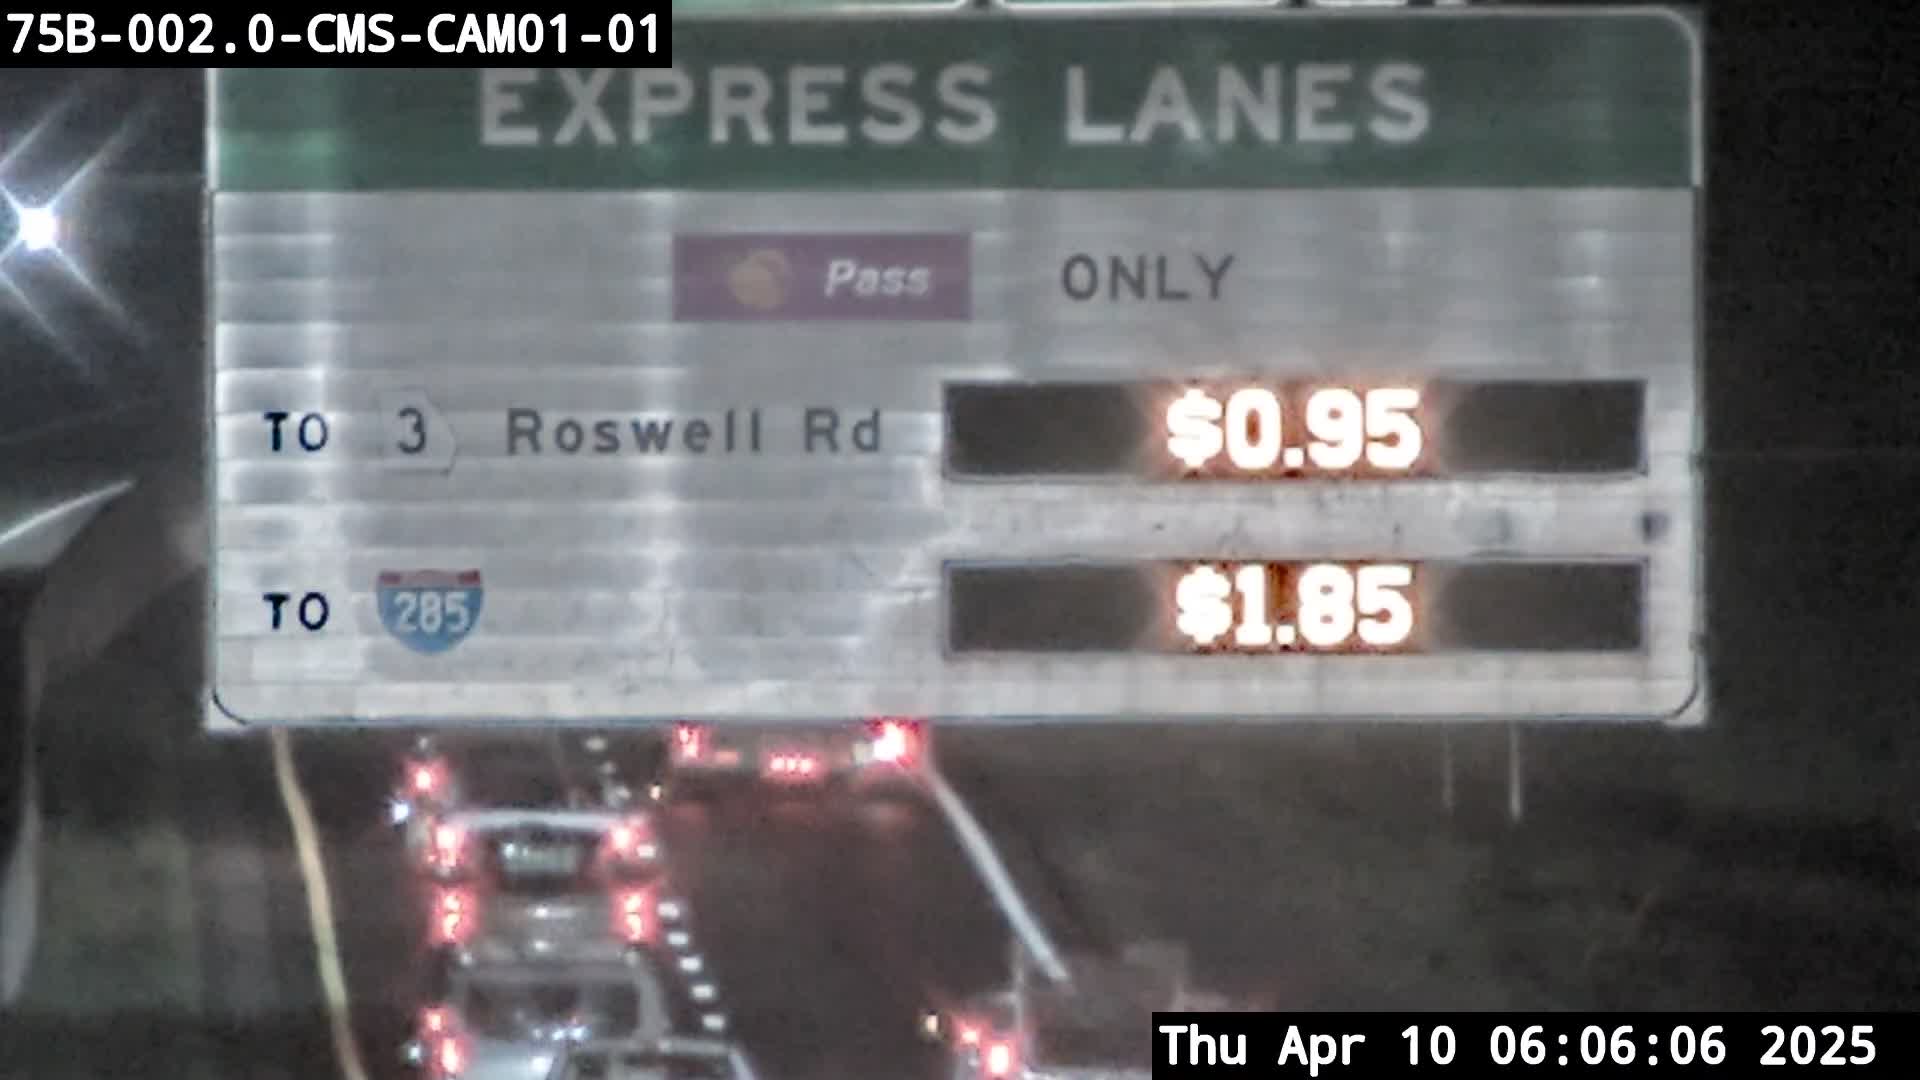 75B-002.0-CMS-CAM01-01
EXPRESS LANES
Pass ONLY
TO 3 Roswell Rd $0.95
TO 285 $1.85
Thu Apr 10 06:06:06 2025